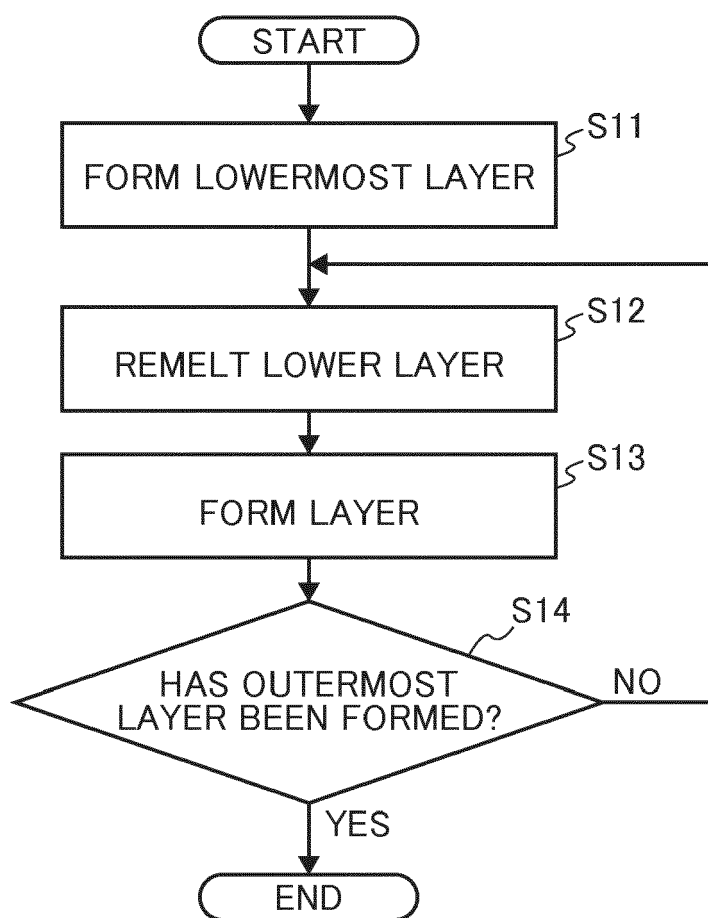 START
S11
FORM LOWERMOST LAYER
S12
REMELT LOWER LAYER
S13
FORM LAYER
S14
HAS OUTERMOST
LAYER BEEN FORMED?
NO
YES
END